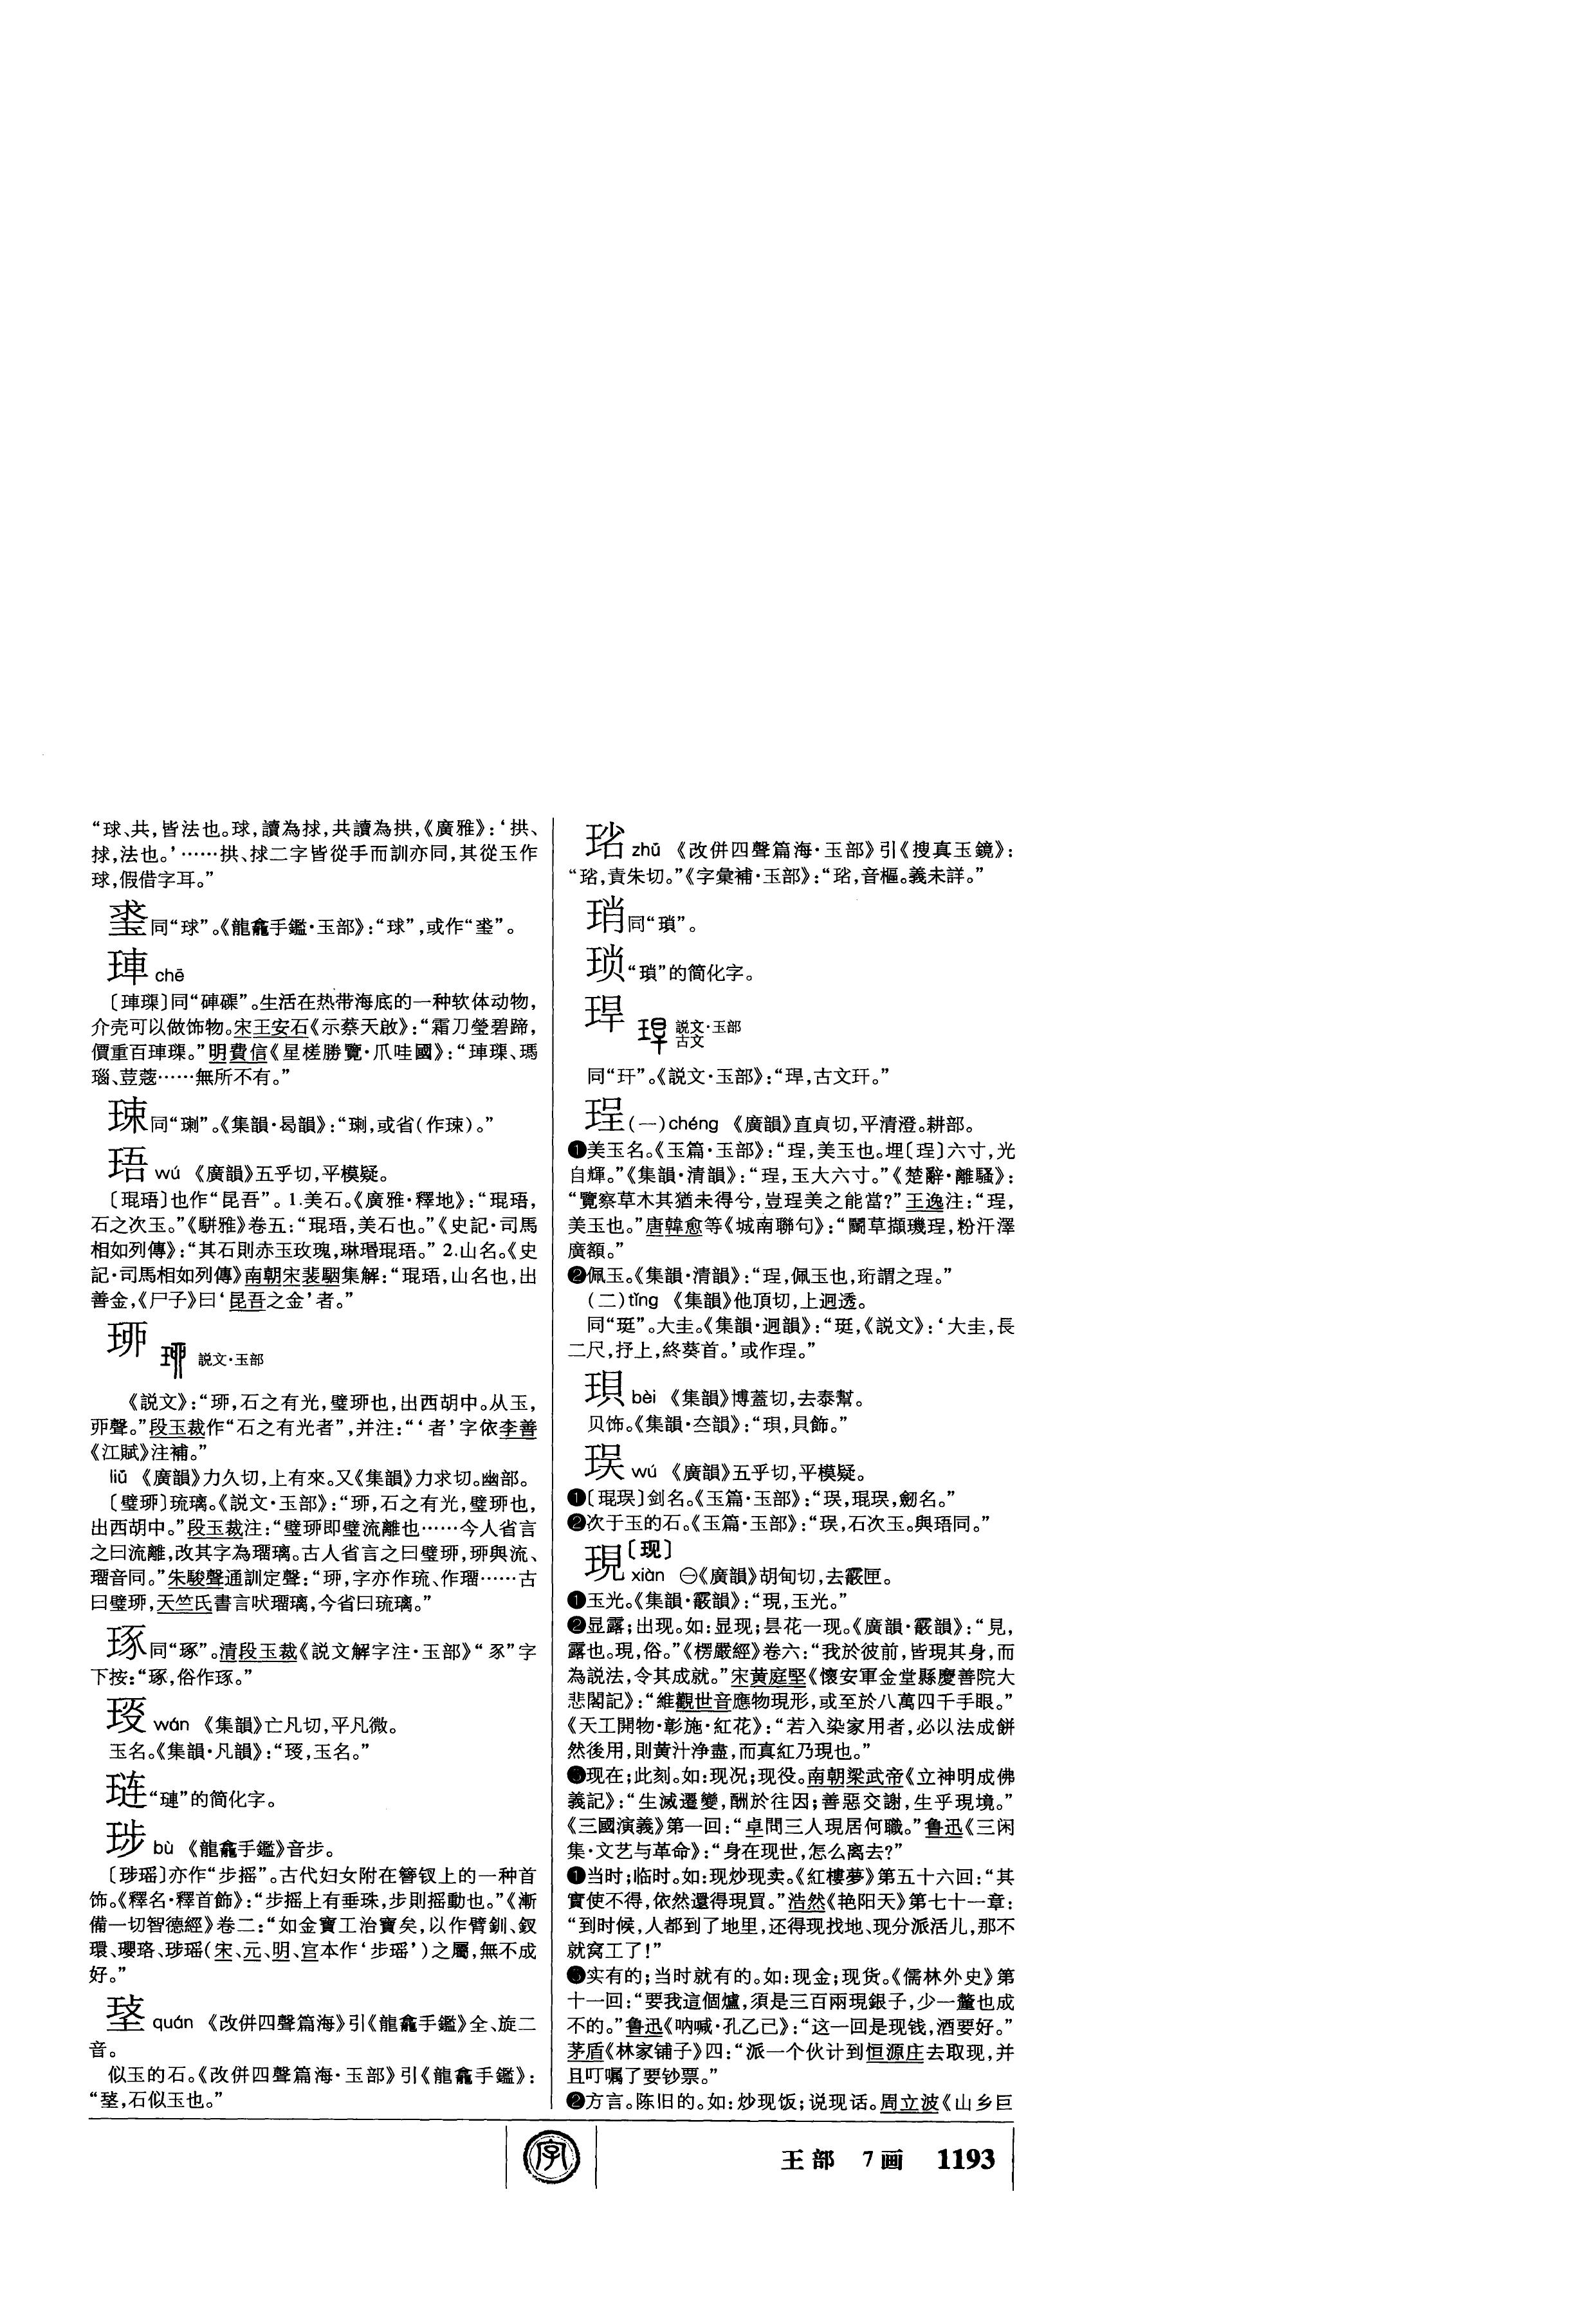 “球、共，皆法也。球，讀為捄，共讀為拱，《廣雅》：‘拱、
捄，法也。’……拱、捄二字皆從手而訓亦同，其從玉作
球，假借字耳。”
同“球”。《龍龕手鑑·玉部》：“球”，或作“
琲 chē
〔硨磲〕同“硨磲”。生活在热带海底的一种软体动物，
介壳可以做饰物。宋王安石《示蔡天啟》：“霜刀瑩碧蹄，
價重百㻔璖。”明費信《星槎勝覽·爪哇國》：“㻔璖、瑪
瑙、荳蔻……無所不有。”
㻋同“瑓”。《集韻·曷韻》：“瑓，或省(作㻋)。”
珸 wú 《廣韻》五乎切，平模疑。
〔琨珸〕也作“昆吾”。1.美石。《廣雅·釋地》：“琨珸，
石之次玉。”《駢雅》卷五：“琨珸，美石也。”《史記·司馬
相如列傳》：“其石則赤玉玫瑰，琳瑉琨珸。” 2.山名。《史
記·司馬相如列傳》南朝宋裴駰集解：“琨珸，山名也，出
善金，《尸子》曰‘昆吾之金’者。”
珋 説文·玉部
《説文》：“珋，石之有光，璧珋也，出西胡中。从玉，
丣聲。”段玉裁作“石之有光者”，并注：“‘者’字依李善
《江賦》注補。”
liǔ 《廣韻》力久切，上有來。又《集韻》力求切。幽部。
〔璧珋〕琉璃。《説文·玉部》：“珋，石之有光，璧珋也，
出西胡中。”段玉裁注：“璧珋即璧流離也……今人省言
之曰流離，改其字為瑠璃。古人省言之曰璧珋，珋與流、
瑠音同。”朱駿聲通訓定聲：“珋，字亦作琉、作瑠……古
曰璧珋，天竺氏書言吠瑠璃，今省曰琉璃。”
琢同“琢”。清段玉裁《説文解字注·玉部》“琢”字
下按：“琢，俗作琢。”
wán 《集韻》亡凡切，平凡微。
玉名。《集韻·凡韻》：“玉名。”
琏“璉”的简化字。
bù 《龍龕手鑑》音步。
〔瑶〕亦作“步摇”。古代妇女附在簪钗上的一种首
饰。《釋名·釋首飾》：“步摇上有垂珠，步則摇動也。”《漸
備一切智德經》卷二：“如金寶工治寶矣，以作臂釧、釵
環、瓔珞、瑶(宋、元、明、宫本作‘步瑶’)之屬，無不成
好。”
quán 《改併四聲篇海》引《龍龕手鑑》全、旋二
音。
似玉的石。《改併四聲篇海·玉部》引《龍龕手鑑》：
“石似玉也。”
zhǔ 《改併四聲篇海·玉部》引《搜真玉鏡》：
“責朱切。”《字彙補·玉部》：“音樞。義未詳。”
琑同“瑣”。
琐“瑣”的简化字。
琝 説文·玉部
古文
同“玕”。《説文·玉部》：“㺿，古文玕。”
珵(一)chéng 《廣韻》直貞切，平清澄。耕部。
❶美玉名。《玉篇·玉部》：“珵，美玉也。埋〔珵〕六寸，光
自輝。”《集韻·清韻》：“珵，玉大六寸。”《楚辭·離騷》：
“覽察草木其猶未得兮，豈珵美之能當？”王逸注：“珵，
美玉也。”唐韓愈等《城南聯句》：“鬭草擷璣珵，粉汗澤
廣額。”
❷佩玉。《集韻·清韻》：“珵，佩玉也，珩謂之珵。”
(二)tǐng 《集韻》他頂切，上迥透。
同“珽”。大圭。《集韻·迥韻》：“珽，《説文》：‘大圭，長
二尺，抒上，終葵首。’或作珵。”
珼 bèi 《集韻》博蓋切，去泰幫。
贝饰。《集韻·夳韻》：“珼，貝飾。”
珸 wú 《廣韻》五乎切，平模疑。
❶〔琨〕剑名。《玉篇·玉部》：“琨，劒名。”
❷次于玉的石。《玉篇·玉部》：“石次玉。與珸同。”
現〔现〕
xiàn ㊀《廣韻》胡甸切，去霰匣。
❶玉光。《集韻·霰韻》：“現，玉光。”
❷显露；出现。如：显现；昙花一现。《廣韻·霰韻》：“見，
露也。現，俗。”《楞嚴經》卷六：“我於彼前，皆現其身，而
為説法，令其成就。”宋黄庭堅《懷安軍金堂縣慶善院大
悲閣記》：“維觀世音應物現形，或至於八萬四千手眼。”
《天工開物·彰施·紅花》：“若入染家用者，必以法成餅
然後用，則黄汁净盡，而真紅乃現也。”
现在；此刻。如：现况；现役。南朝梁武帝《立神明成佛
義記》：“生滅遷變，酬於往因；善惡交謝，生乎現境。”
《三國演義》第一回：“卓問三人現居何職。”鲁迅《三闲
集·文艺与革命》：“身在现世，怎么离去？”
❶当时；临时。如：现炒现卖。《紅樓夢》第五十六回：“其
實使不得，依然還得現買。”浩然《艳阳天》第七十一章：
“到时候，人都到了地里，还得现找地、现分派活儿，那不
就窝工了！”
实有的；当时就有的。如：现金；现货。《儒林外史》第
十一回：“要我這個爐，須是三百兩現銀子，少一釐也成
不的。”鲁迅《呐喊·孔乙己》：“这一回是现钱，酒要好。”
茅盾《林家铺子》四：“派一个伙计到恒源庄去取现，并
且叮嘱了要钞票。”
❷方言。陈旧的。如：炒现饭；说现话。周立波《山乡巨
字
王部 7画 1193